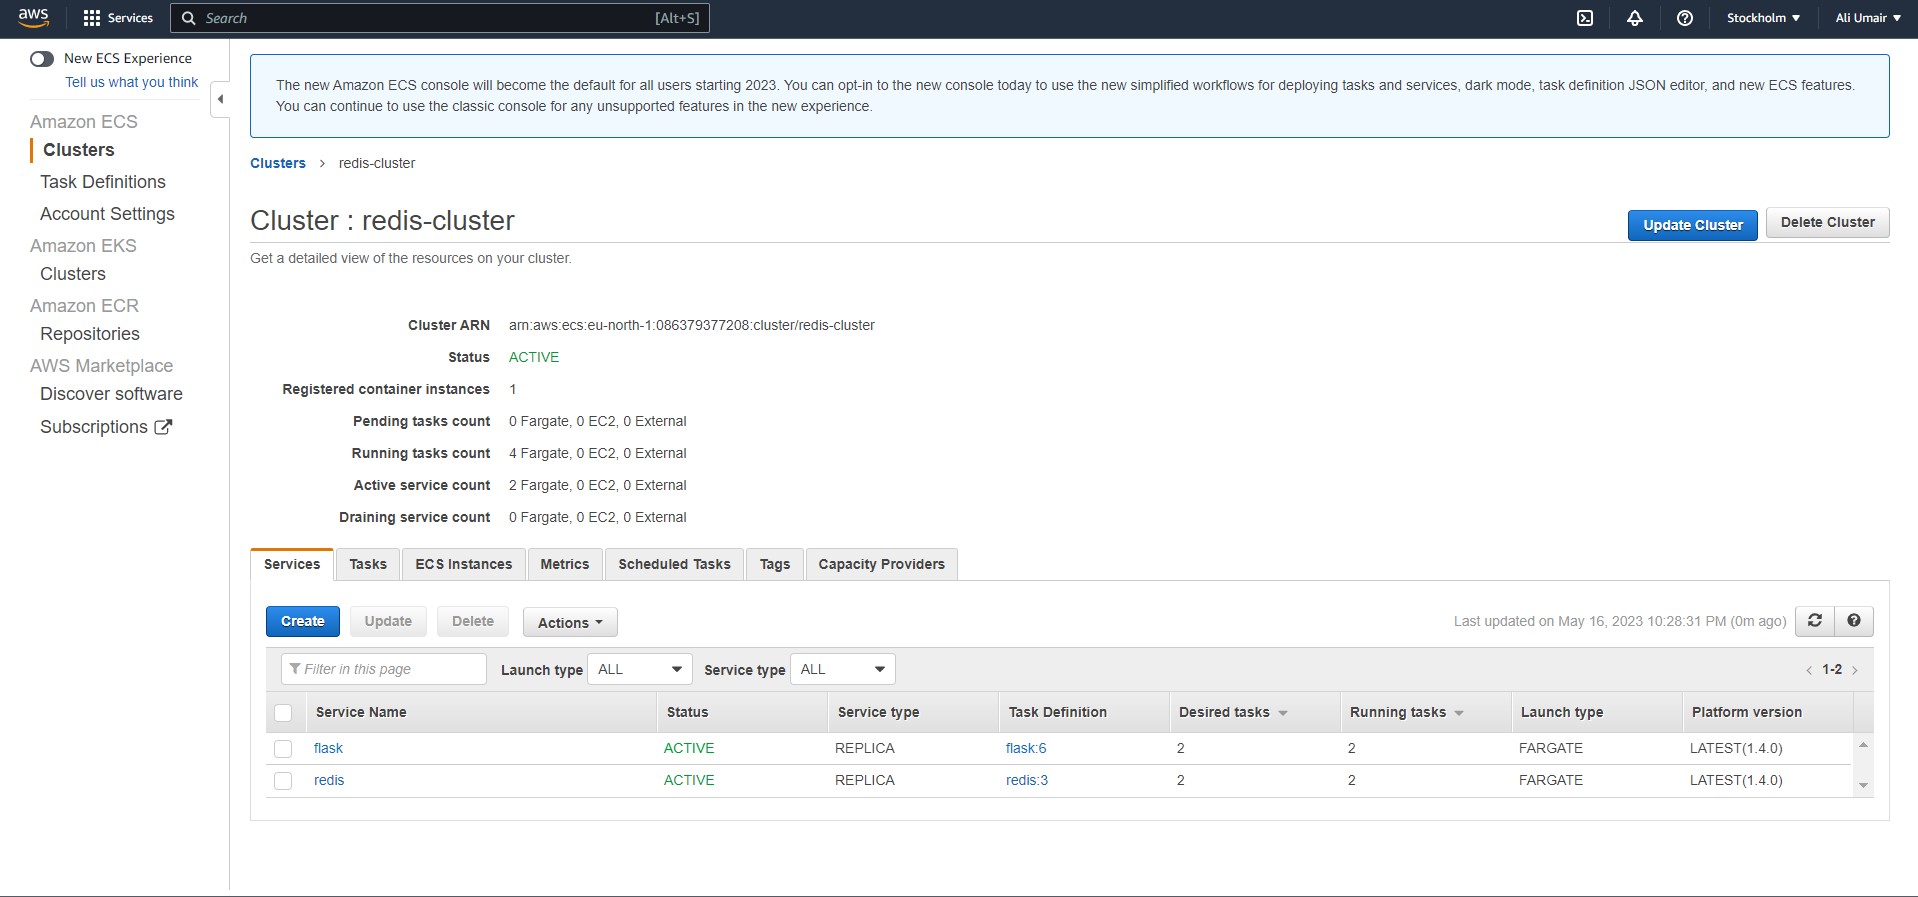 aws Services Search [Alt+S] Stockholm Ali Umair
New ECS Experience
Tell us what you think
Amazon ECS
Clusters
Task Definitions
Account Settings
Amazon EKS
Clusters
Amazon ECR
Repositories
AWS Marketplace
Discover software
Subscriptions
The new Amazon ECS console will become the default for all users starting 2023. You can opt-in to the new console today to use the new simplified workflows for deploying tasks and services, dark mode, task definition JSON editor, and new ECS features.
You can continue to use the classic console for any unsupported features in the new experience.
Clusters > redis-cluster
Cluster : redis-cluster
Update Cluster Delete Cluster
Get a detailed view of the resources on your cluster.
Cluster ARN arn:aws:ecs:eu-north-1:086379377208:cluster/redis-cluster
Status ACTIVE
Registered container instances 1
Pending tasks count 0 Fargate, 0 EC2, 0 External
Running tasks count 4 Fargate, 0 EC2, 0 External
Active service count 2 Fargate, 0 EC2, 0 External
Draining service count 0 Fargate, 0 EC2, 0 External
Services Tasks ECS Instances Metrics Scheduled Tasks Tags Capacity Providers
Create Update Delete Actions Last updated on May 16, 2023 10:28:31 PM (0m ago)
Filter in this page Launch type ALL Service type ALL < 1-2 >
Service Name Status Service type Task Definition Desired tasks Running tasks Launch type Platform version
flask ACTIVE REPLICA flask:6 2 2 FARGATE LATEST(1.4.0)
redis ACTIVE REPLICA redis:3 2 2 FARGATE LATEST(1.4.0)